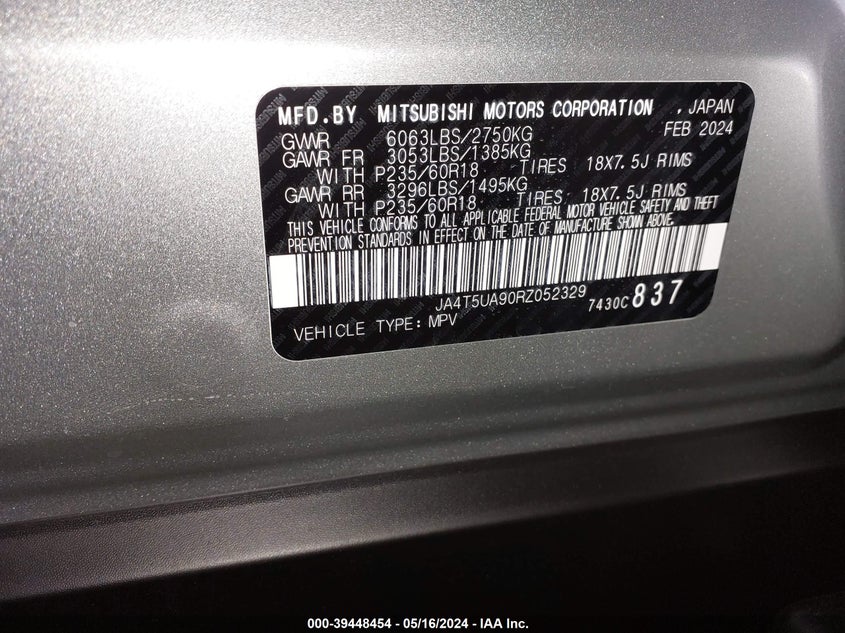 MFD.BY MITSUBISHI MOTORS CORPORATION , JAPAN
GVWR 6063LBS/2750KG FEB 2024
GAWR FR 3053LBS/1385KG
WITH P235/60R18 TIRES 18X7.5J RIMS
GAWR RR 3296LBS/1495KG
WITH P235/60R18 TIRES 18X7.5J RIMS
THIS VEHICLE CONFORMS TO ALL APPLICABLE FEDERAL MOTOR VEHICLE SAFETY AND THEFT
PREVENTION STANDARDS IN EFFECT ON THE DATE OF MANUFACTURE SHOWN ABOVE.
JA4T5UA90RZ052329 7430C 837
VEHICLE TYPE: MPV
000-39448454 - 05/16/2024 - IAA Inc.